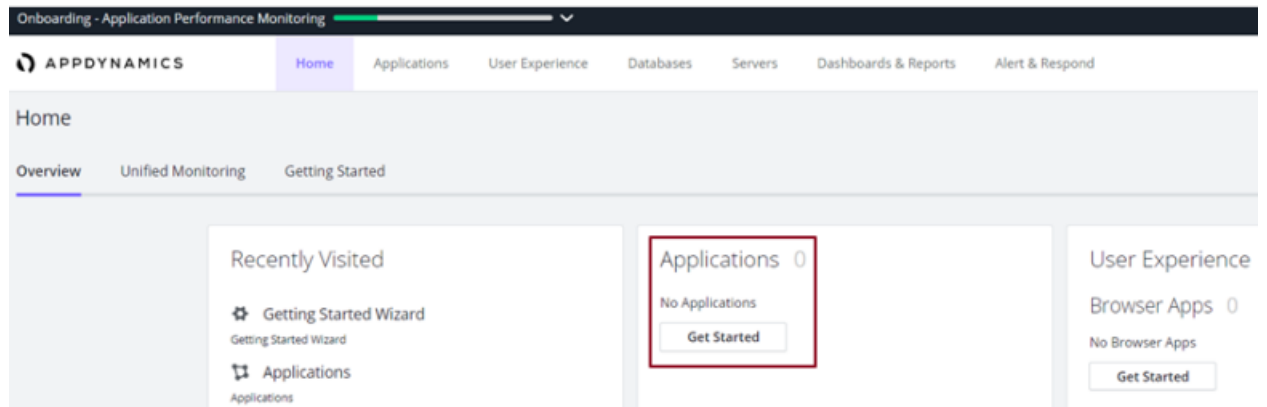 Onboarding - Application Performance Monitoring
APPDYNAMICS
Home Applications User Experience Databases Servers Dashboards & Reports Alert & Respond
Home
Overview Unified Monitoring Getting Started
Recently Visited
Getting Started Wizard
Getting Started Wizard
Applications
Applications
Applications 0
No Applications
Get Started
User Experience
Browser Apps 0
No Browser Apps
Get Started